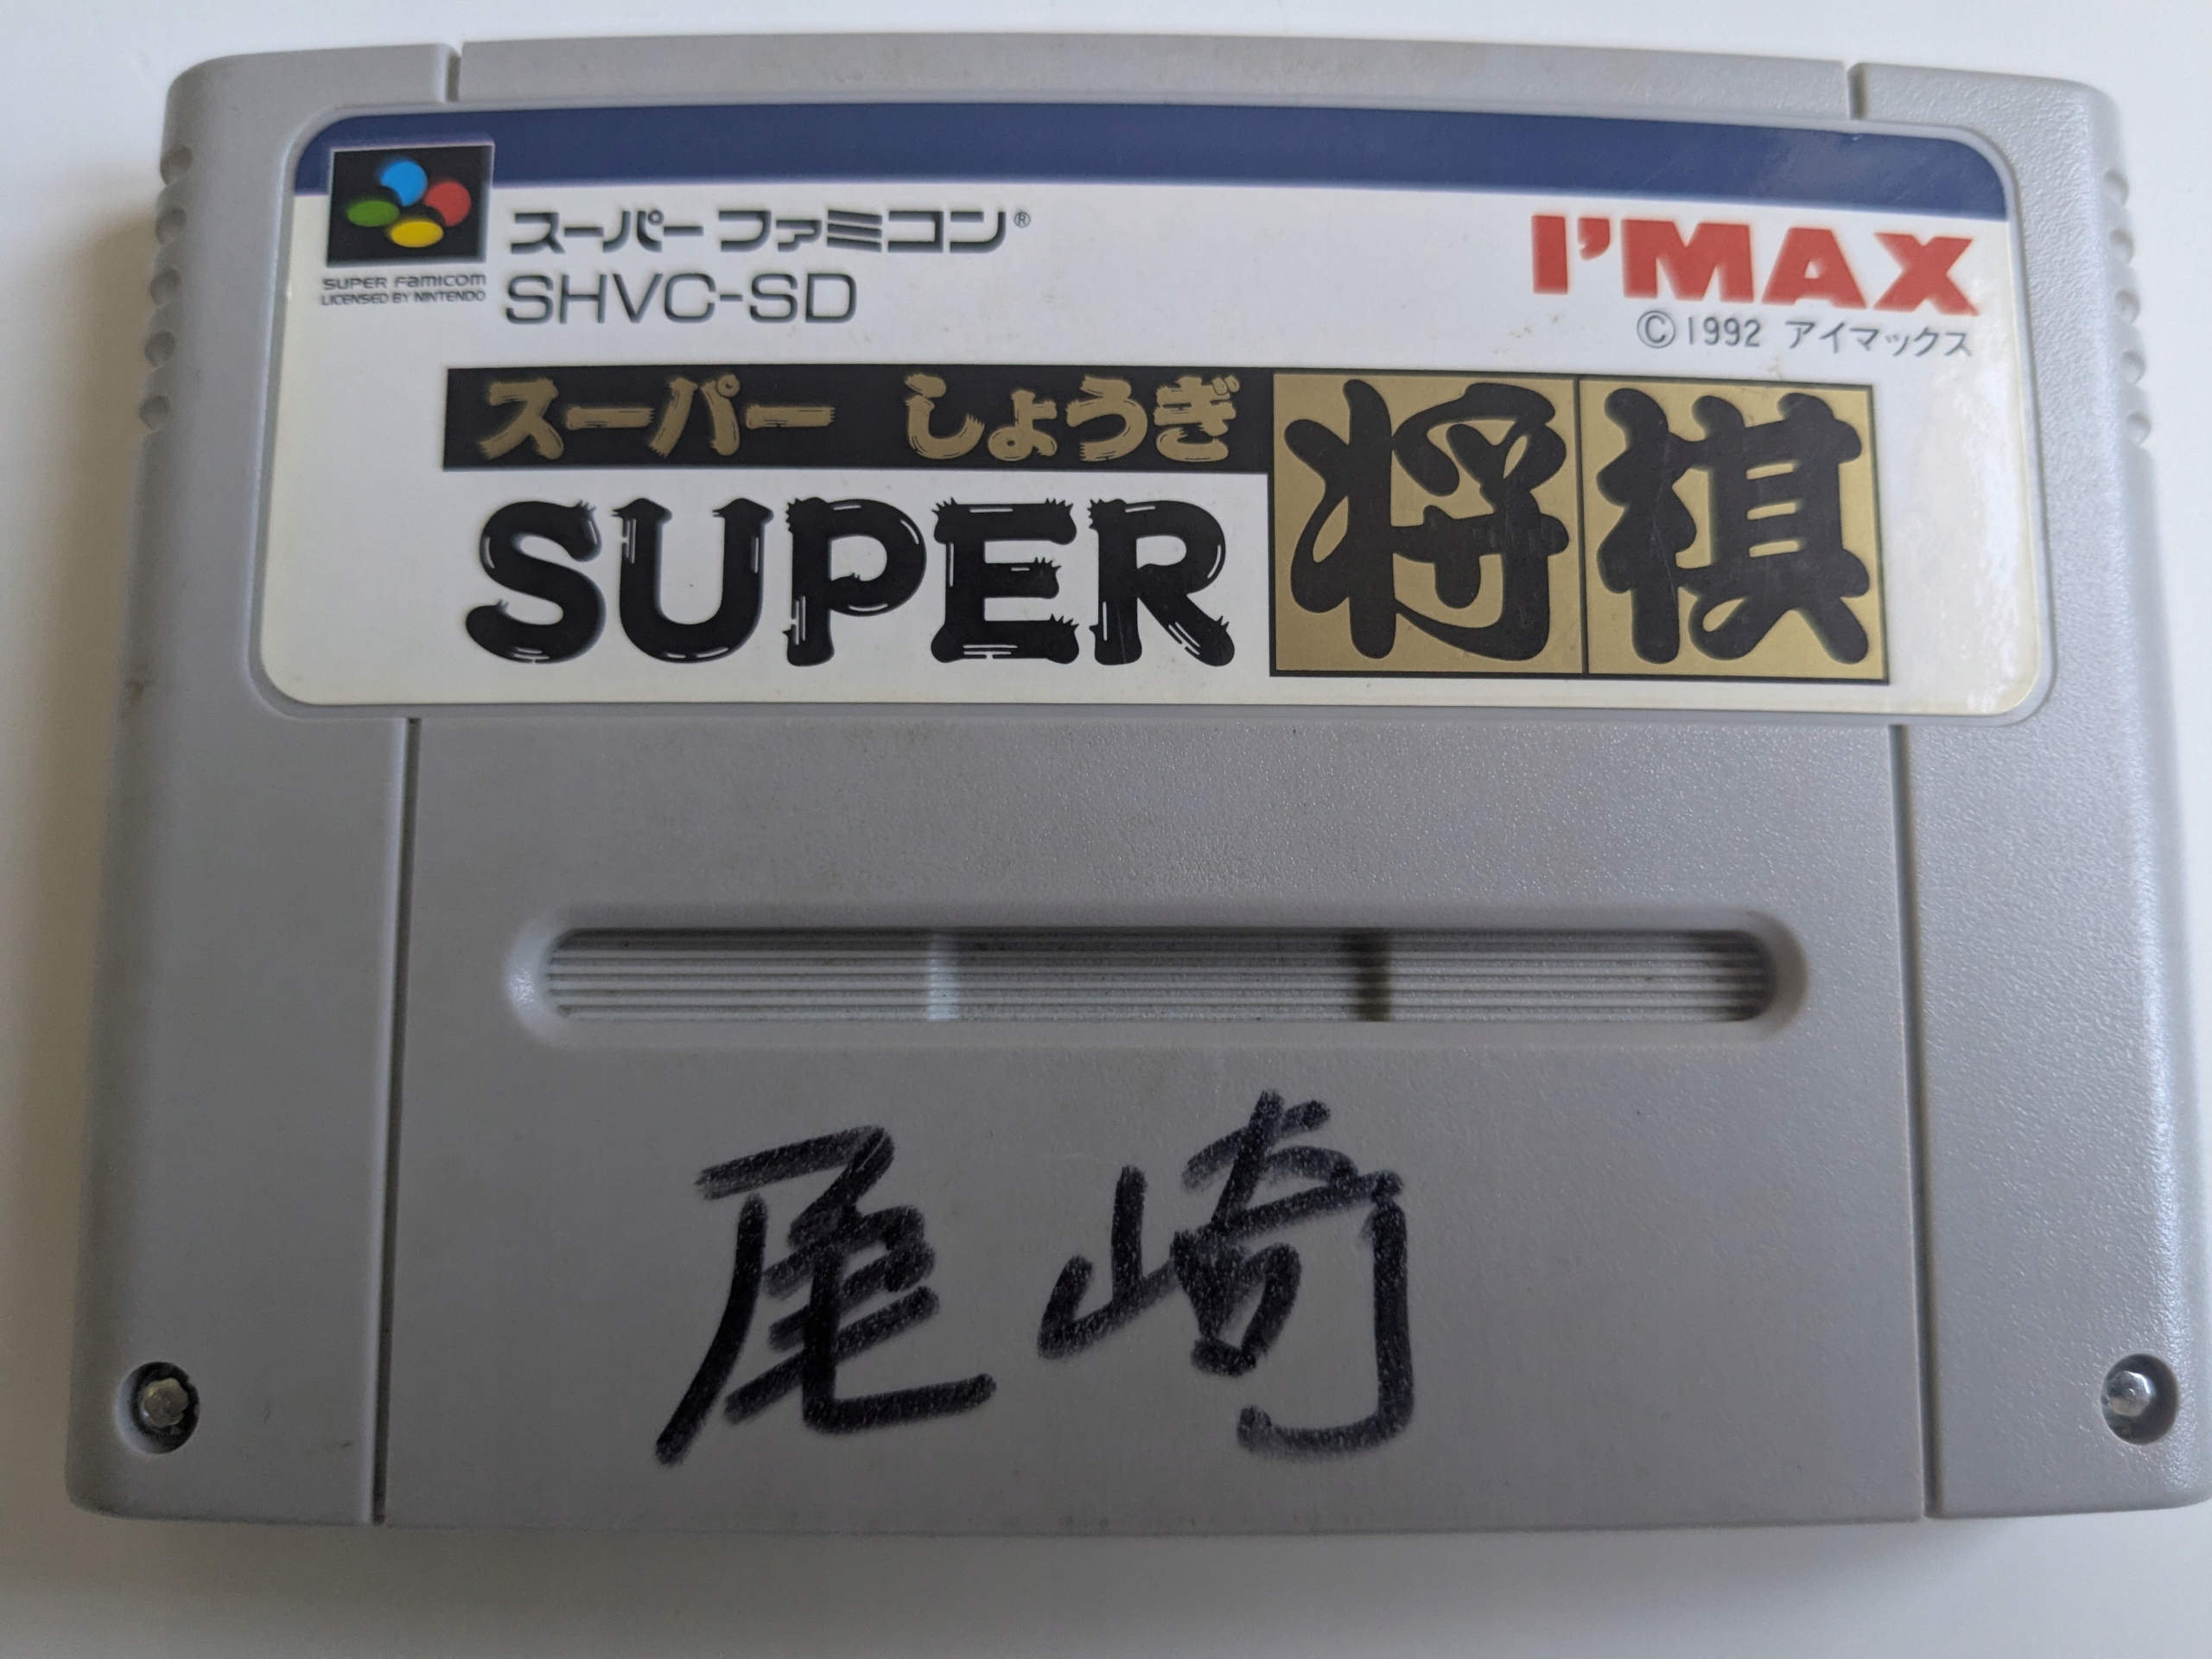 スーパーファミコン®
SUPER FAMICOM
LICENSED BY NINTENDO
SHVC-SD
I'MAX
©1992 アイマックス
スーパー しょうぎ
SUPER 将棋
尾崎